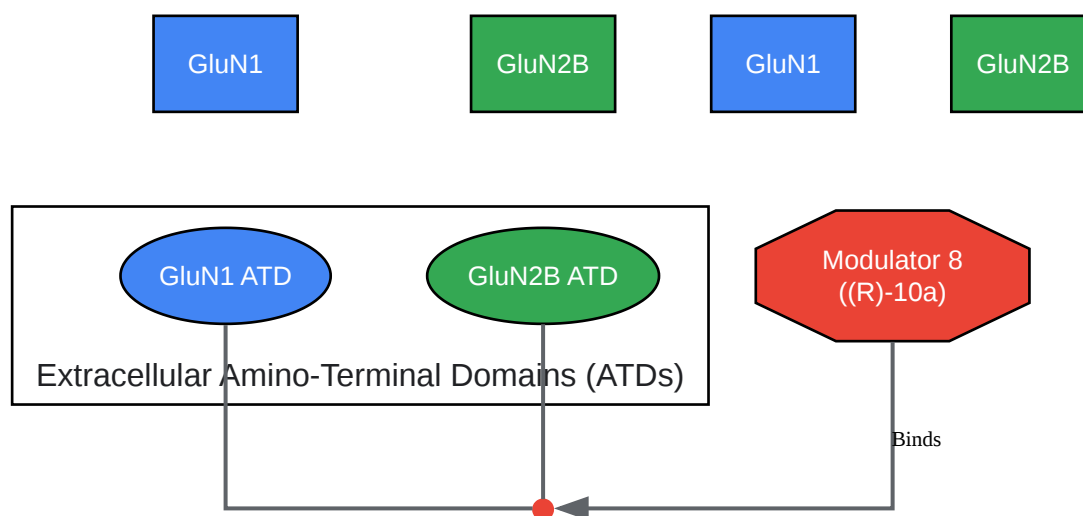 GluN1
GluN2B
GluN1
GluN2B
GluN1 ATD
GluN2B ATD
Modulator 8
((R)-10a)
Extracellular Amino-Terminal Domains (ATDs)
Binds